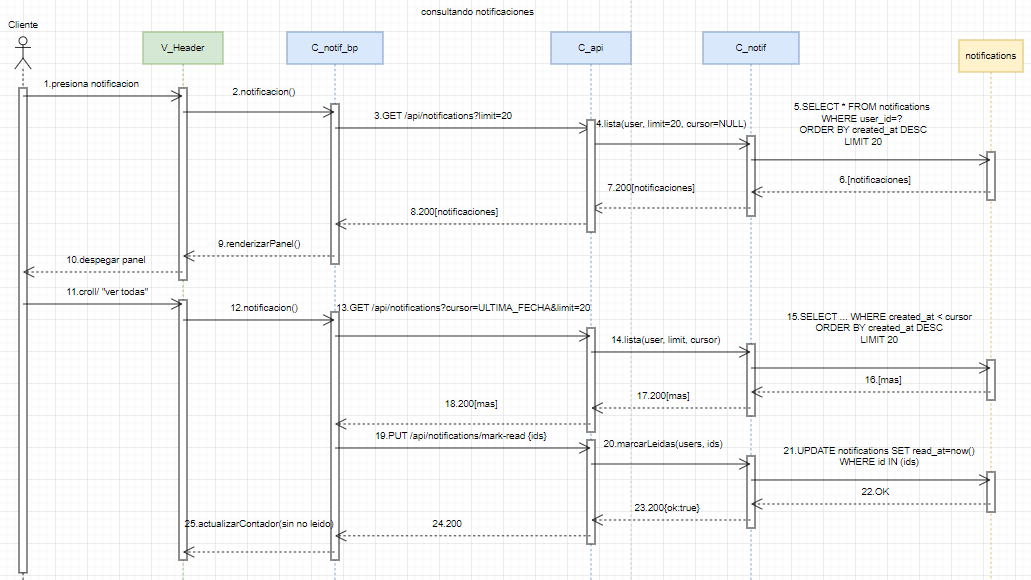 consultando notificaciones
Cliente
V_Header
C_notif_bp
C_api
C_notif
notifications
1.presiona notificacion
2.notificacion()
3.GET /api/notifications?limit=20
4.lista(user, limit=20, cursor=NULL)
5.SELECT * FROM notifications
WHERE user_id=?
ORDER BY created_at DESC
LIMIT 20
6.[notificaciones]
7.200[notificaciones]
8.200[notificaciones]
9.renderizarPanel()
10.despegar panel
11.croll/ "ver todas"
12.notificacion()
13.GET /api/notifications?cursor=ULTIMA_FECHA&limit=20
14.lista(user, limit, cursor)
15.SELECT ... WHERE created_at < cursor
ORDER BY created_at DESC
LIMIT 20
16.[mas]
17.200[mas]
18.200[mas]
19.PUT /api/notifications/mark-read {ids}
20.marcarLeidas(users, ids)
21.UPDATE notifications SET read_at=now()
WHERE id IN (ids)
22.OK
23.200{ok:true}
24.200
25.actualizarContador(sin no leido)